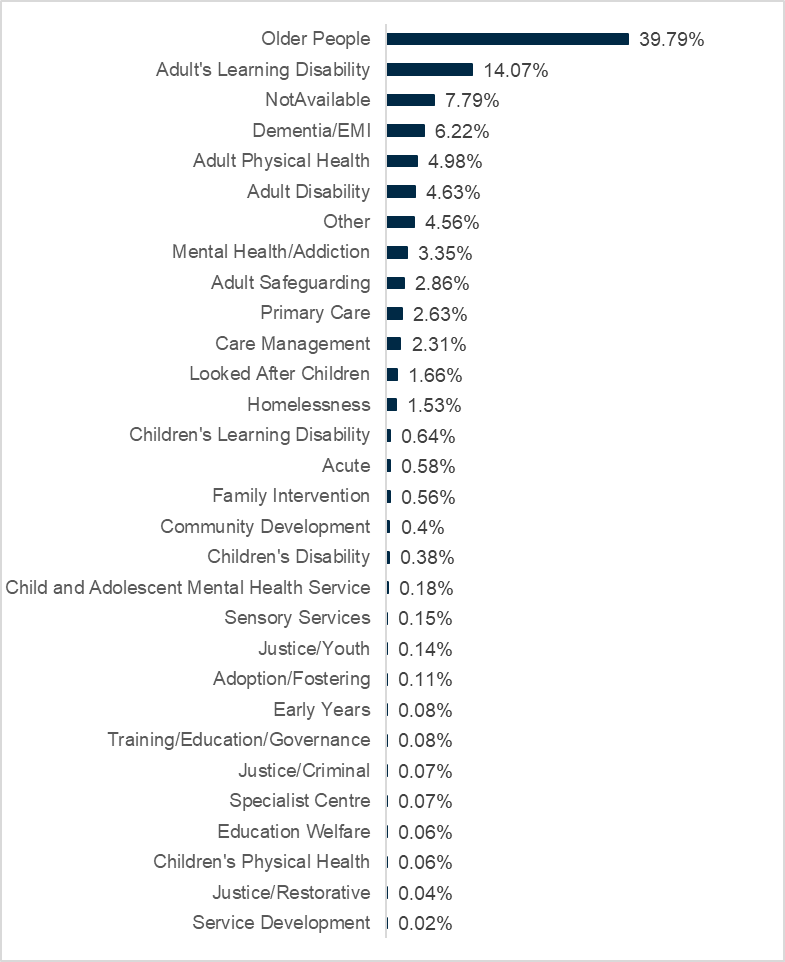 Older People 39.79%
Adult's Learning Disability 14.07%
NotAvailable 7.79%
Dementia/EMI 6.22%
Adult Physical Health 4.98%
Adult Disability 4.63%
Other 4.56%
Mental Health/Addiction 3.35%
Adult Safeguarding 2.86%
Primary Care 2.63%
Care Management 2.31%
Looked After Children 1.66%
Homelessness 1.53%
Children's Learning Disability 0.64%
Acute 0.58%
Family Intervention 0.56%
Community Development 0.4%
Children's Disability 0.38%
Child and Adolescent Mental Health Service 0.18%
Sensory Services 0.15%
Justice/Youth 0.14%
Adoption/Fostering 0.11%
Early Years 0.08%
Training/Education/Governance 0.08%
Justice/Criminal 0.07%
Specialist Centre 0.07%
Education Welfare 0.06%
Children's Physical Health 0.06%
Justice/Restorative 0.04%
Service Development 0.02%